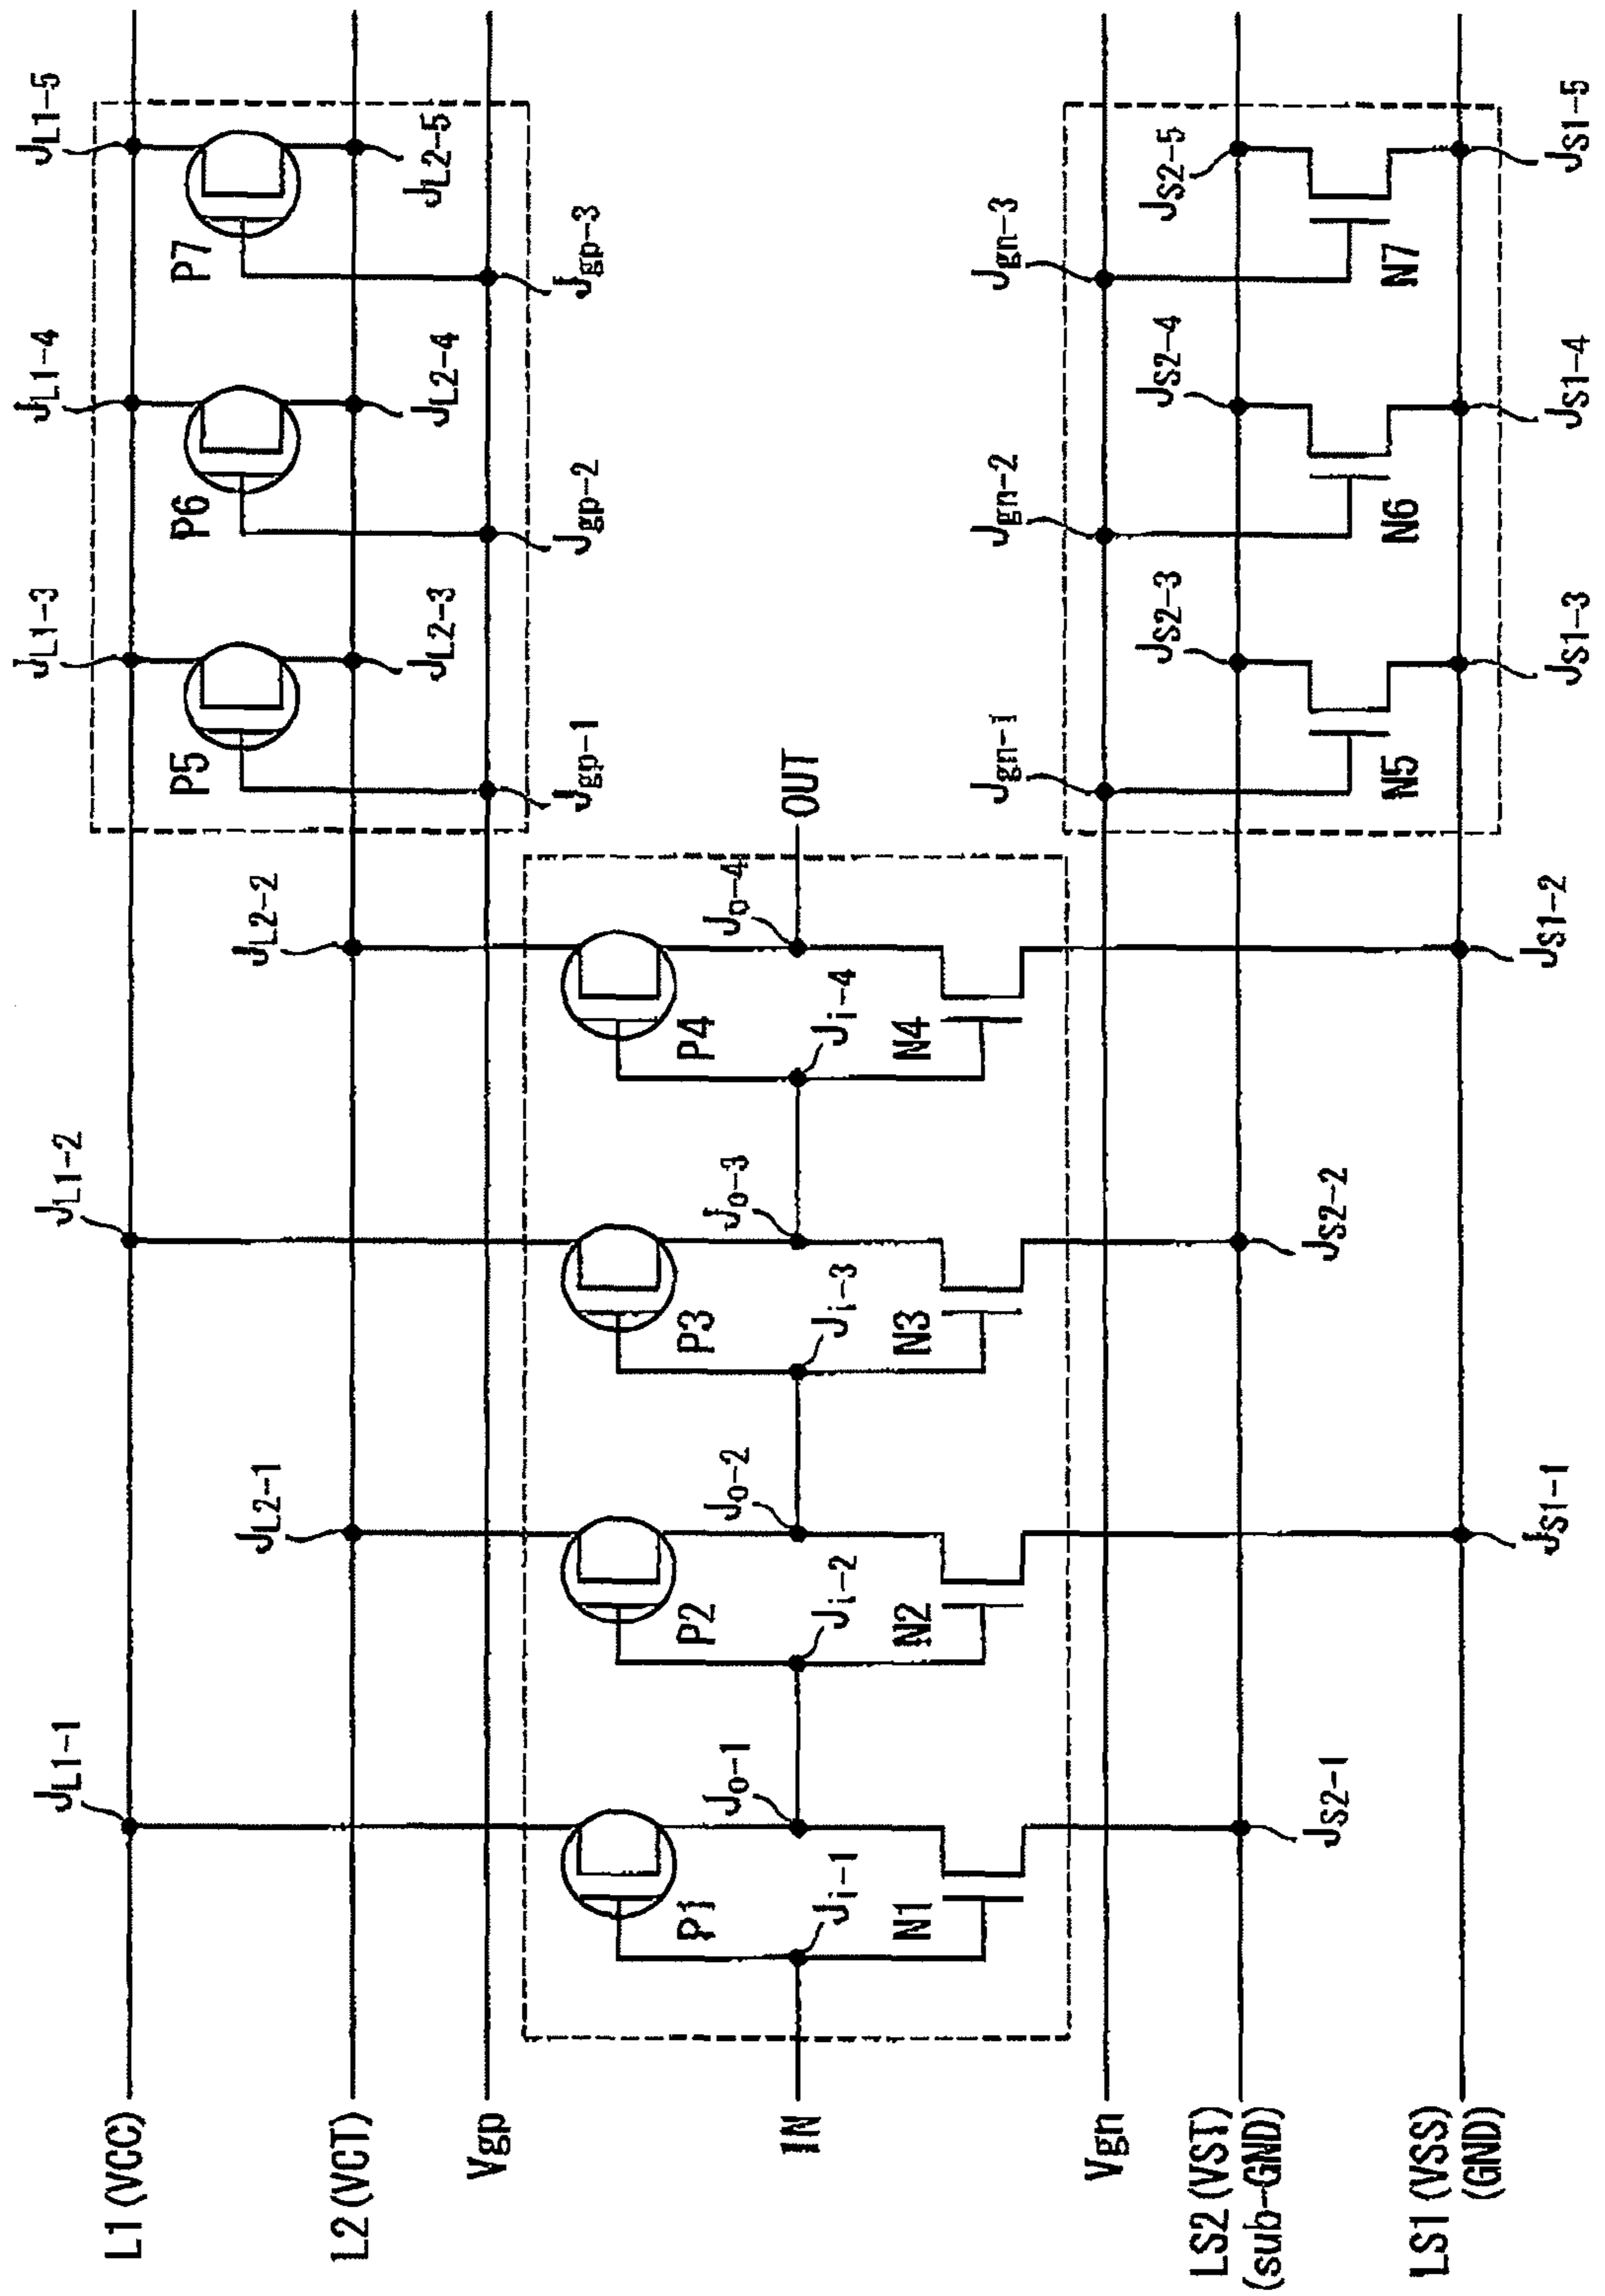 L1(VCC)
JL1-1
JL1-2
JL1-3
JL1-4
JL1-5
P5
P6
P7
L2(VCT)
JL2-1
JL2-2
JL2-3
JL2-4
JL2-5
Vgp
Jgp-1
Jgp-2
Jgp-3
P1
P2
P3
P4
Jo-1
Jo-2
Jo-3
Jo-4
IN
OUT
Ji-1
Ji-2
Ji-3
Ji-4
N1
N2
N3
N4
Vgn
Jgn-1
Jgn-2
Jgn-3
JS2-3
JS2-4
JS2-5
LS2(VST)
(sub-GND)
JS2-1
JS2-2
N5
N6
N7
LS1(VSS)
(GND)
JS1-1
JS1-2
JS1-3
JS1-4
JS1-5